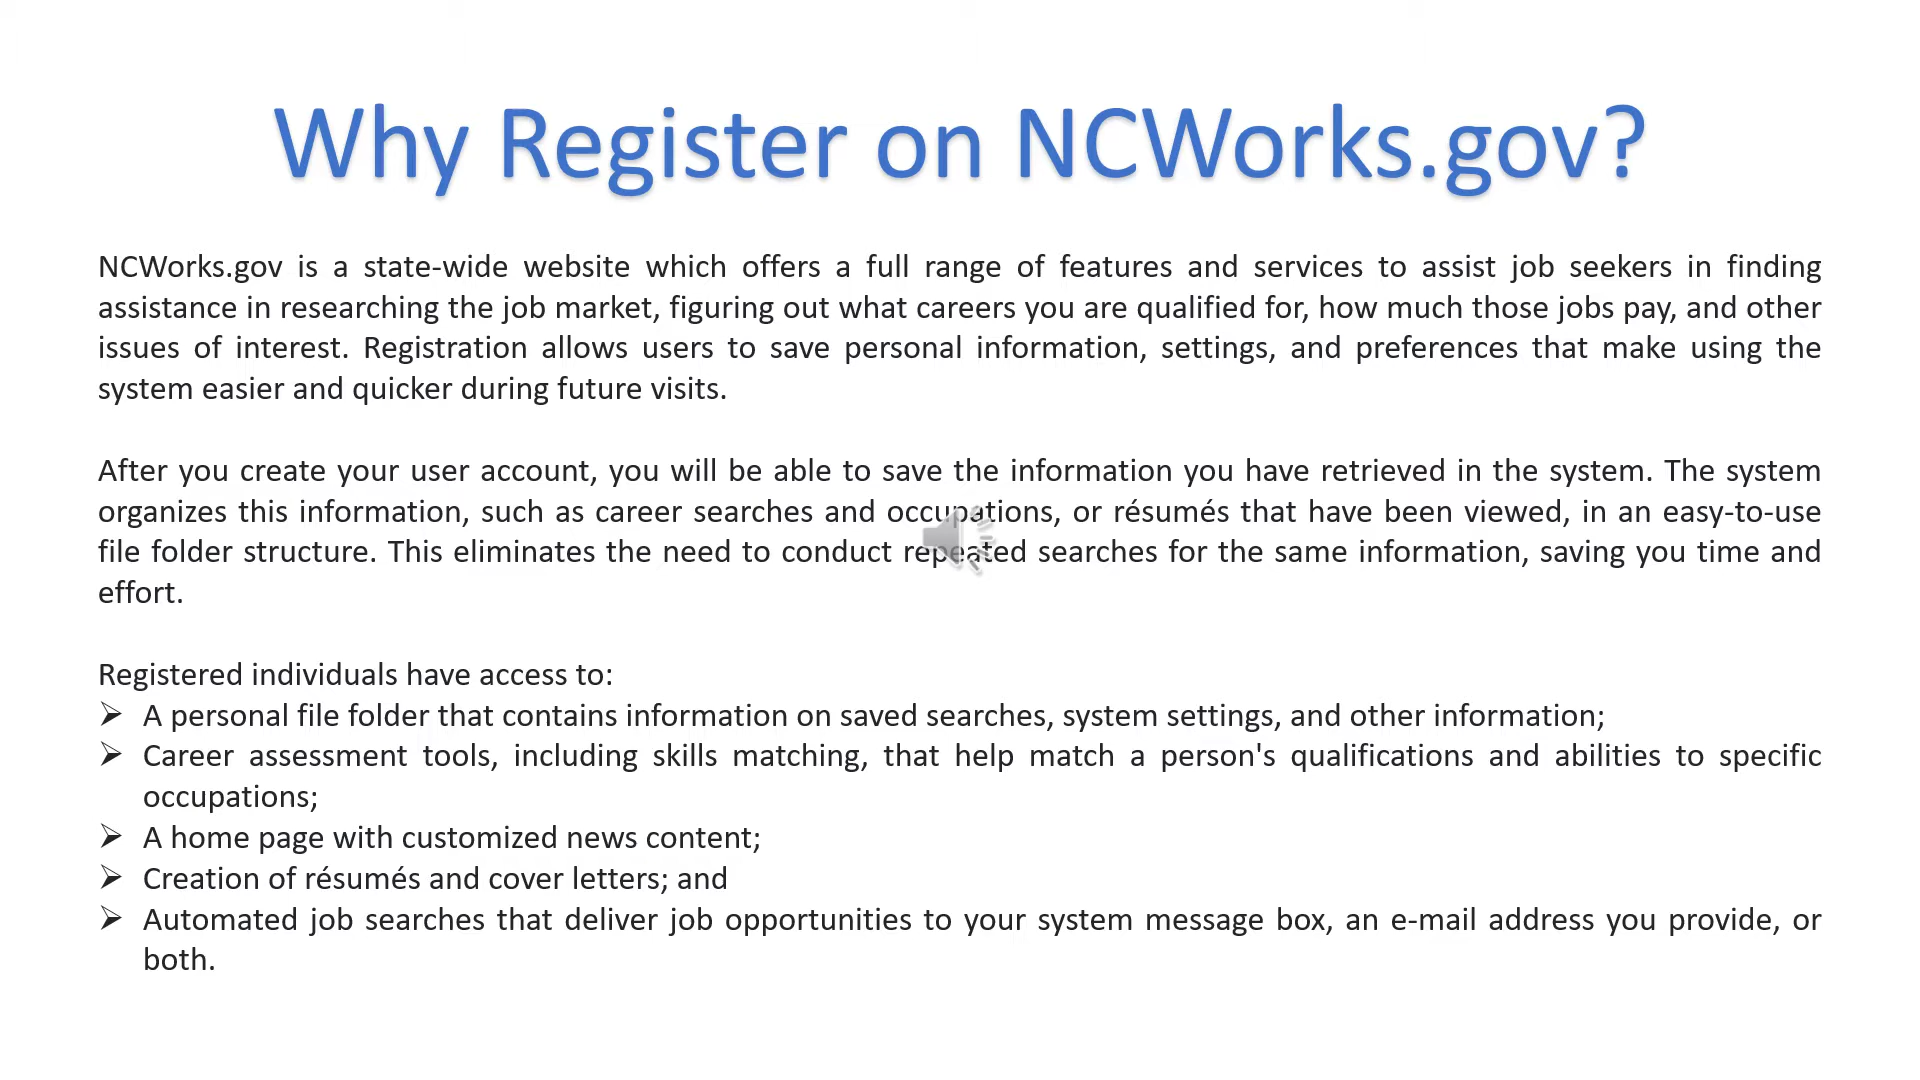 Why Register on NCWorks.gov?
NCWorks.gov is a state-wide website which offers a full range of features and services to assist job seekers in finding
assistance in researching the job market, figuring out what careers you are qualified for, how much those jobs pay, and other
issues of interest. Registration allows users to save personal information, settings, and preferences that make using the
system easier and quicker during future visits.
After you create your user account, you will be able to save the information you have retrieved in the system. The system
organizes this information, such as career searches and occupations, or résumés that have been viewed, in an easy-to-use
file folder structure. This eliminates the need to conduct repeated searches for the same information, saving you time and
effort.
Registered individuals have access to:
➢ A personal file folder that contains information on saved searches, system settings, and other information;
➢ Career assessment tools, including skills matching, that help match a person's qualifications and abilities to specific
occupations;
➢ A home page with customized news content;
➢ Creation of résumés and cover letters; and
➢ Automated job searches that deliver job opportunities to your system message box, an e-mail address you provide, or
both.